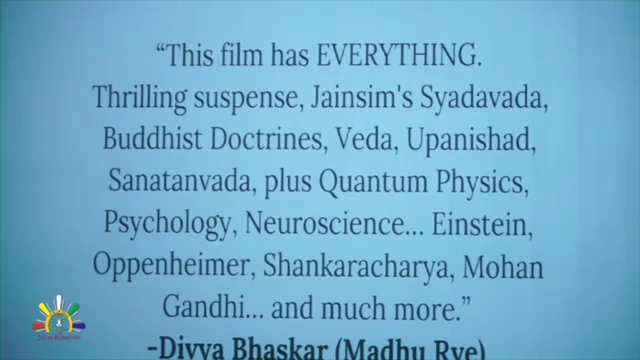 “This film has EVERYTHING.
Thrilling suspense, Jainsim's Syadavada,
Buddhist Doctrines, Veda, Upanishad,
Sanatanvada, plus Quantum Physics,
Psychology, Neuroscience... Einstein,
Oppenheimer, Shankaracharya, Mohan
Gandhi... and much more.”
-Divya Bhaskar (Madhu Rye)